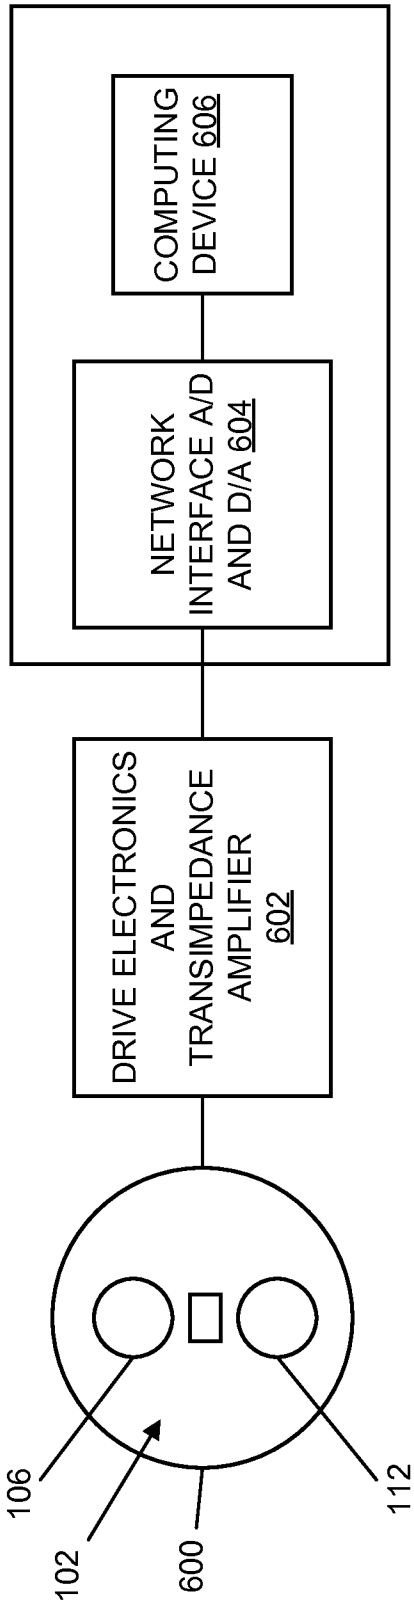 106
102
600
112
DRIVE ELECTRONICS
AND
TRANSIMPEDANCE
AMPLIFIER
602
NETWORK
INTERFACE A/D
AND D/A 604
COMPUTING
DEVICE 606